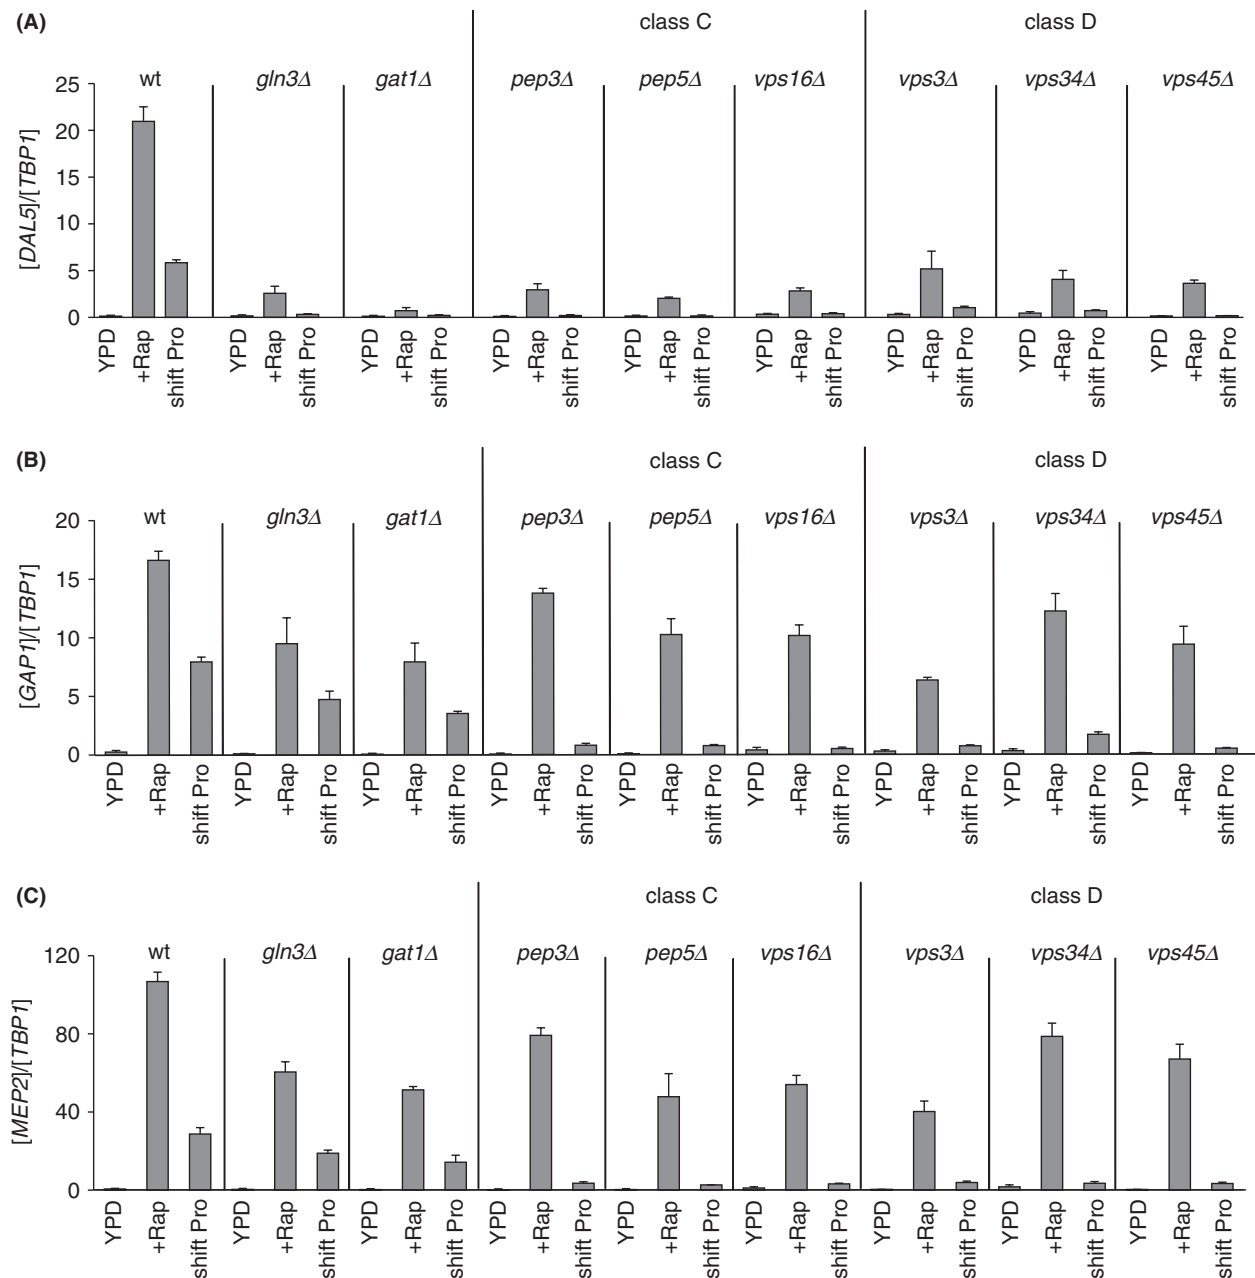 (A)
class C class D
wt gln3Δ gat1Δ pep3Δ pep5Δ vps16Δ vps3Δ vps34Δ vps45Δ
25
20
15
10
5
0
[DAL5]/[TBP1]
YPD +Rap shift Pro YPD +Rap shift Pro YPD +Rap shift Pro YPD +Rap shift Pro YPD +Rap shift Pro YPD +Rap shift Pro YPD +Rap shift Pro YPD +Rap shift Pro YPD +Rap shift Pro
(B)
class C class D
wt gln3Δ gat1Δ pep3Δ pep5Δ vps16Δ vps3Δ vps34Δ vps45Δ
20
15
10
5
0
[GAP1]/[TBP1]
YPD +Rap shift Pro YPD +Rap shift Pro YPD +Rap shift Pro YPD +Rap shift Pro YPD +Rap shift Pro YPD +Rap shift Pro YPD +Rap shift Pro YPD +Rap shift Pro YPD +Rap shift Pro
(C)
class C class D
wt gln3Δ gat1Δ pep3Δ pep5Δ vps16Δ vps3Δ vps34Δ vps45Δ
120
80
40
0
[MEP2]/[TBP1]
YPD +Rap shift Pro YPD +Rap shift Pro YPD +Rap shift Pro YPD +Rap shift Pro YPD +Rap shift Pro YPD +Rap shift Pro YPD +Rap shift Pro YPD +Rap shift Pro YPD +Rap shift Pro